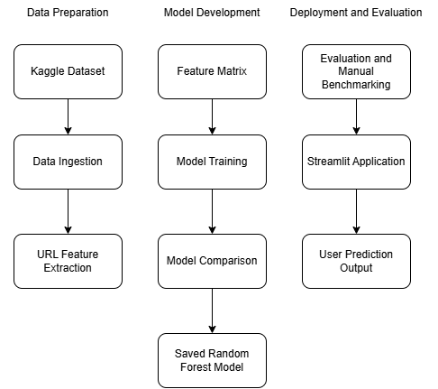 Data Preparation
Model Development
Deployment and Evaluation
Kaggle Dataset
Feature Matrix
Evaluation and
Manual
Benchmarking
Data Ingestion
Model Training
Streamlit Application
URL Feature
Extraction
Model Comparison
User Prediction
Output
Saved Random
Forest Model